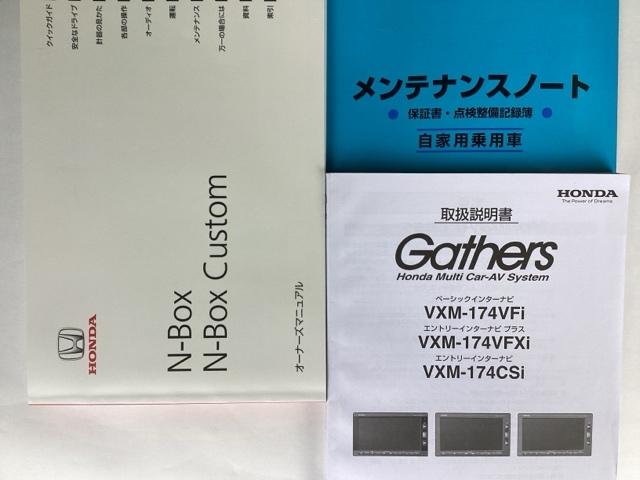 クイックガイド
安全なドライブ
計器の見かた
各部の操作
オーディオ
運転
メンテナンス
万一の場合には
資料
索引
N-Box
N-Box Custom
オーナーズマニュアル
HONDA
メンテナンスノート
保証書・点検整備記録簿
自家用乗用車
HONDA
The Power of Dreams
取扱説明書
Gathers
Honda Multi Car-AV System
ベーシックインターナビ
VXM-174VFi
エントリーインターナビ プラス
VXM-174VFXi
エントリーインターナビ
VXM-174CSi